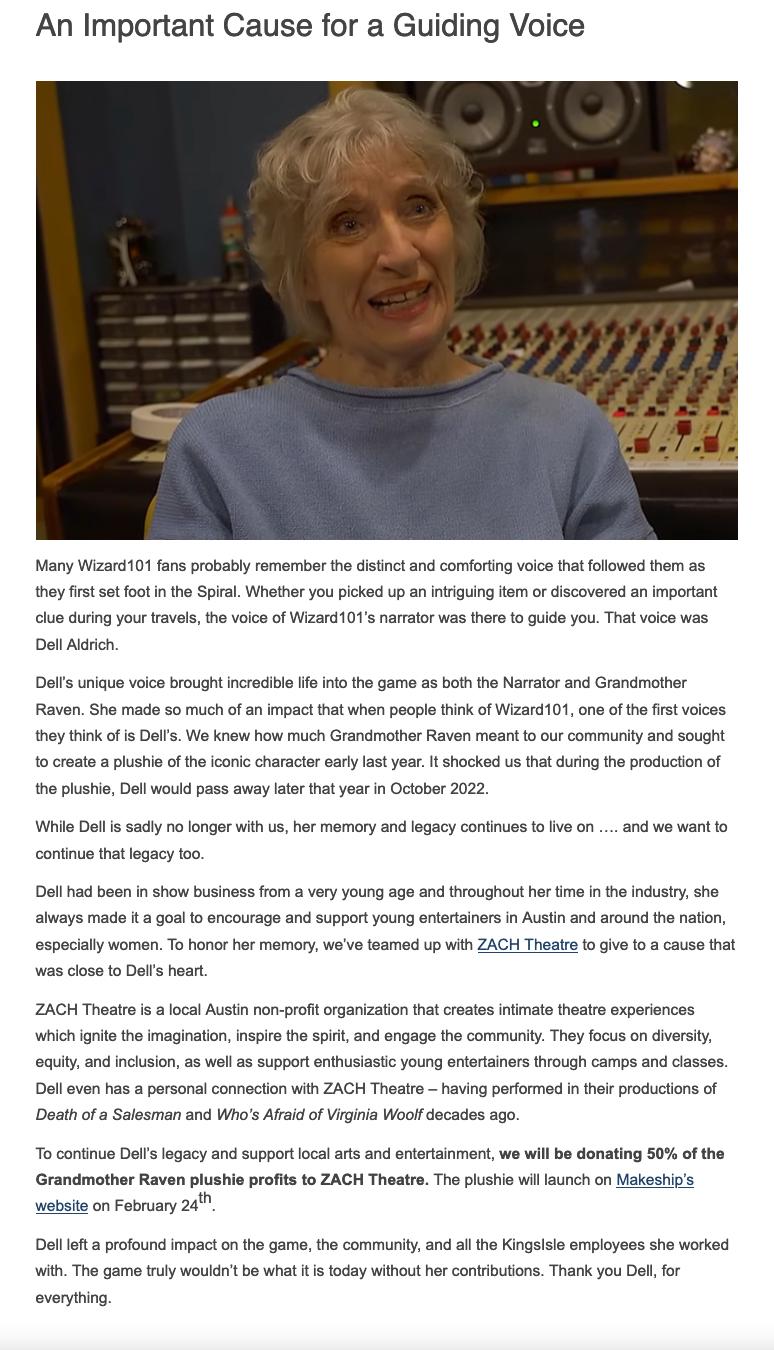 An Important Cause for a Guiding Voice
Many Wizard101 fans probably remember the distinct and comforting voice that followed them as
they first set foot in the Spiral. Whether you picked up an intriguing item or discovered an important
clue during your travels, the voice of Wizard101’s narrator was there to guide you. That voice was
Dell Aldrich.
Dell’s unique voice brought incredible life into the game as both the Narrator and Grandmother
Raven. She made so much of an impact that when people think of Wizard101, one of the first voices
they think of is Dell’s. We knew how much Grandmother Raven meant to our community and sought
to create a plushie of the iconic character early last year. It shocked us that during the production of
the plushie, Dell would pass away later that year in October 2022.
While Dell is sadly no longer with us, her memory and legacy continues to live on …. and we want to
continue that legacy too.
Dell had been in show business from a very young age and throughout her time in the industry, she
always made it a goal to encourage and support young entertainers in Austin and around the nation,
especially women. To honor her memory, we’ve teamed up with ZACH Theatre to give to a cause that
was close to Dell’s heart.
ZACH Theatre is a local Austin non-profit organization that creates intimate theatre experiences
which ignite the imagination, inspire the spirit, and engage the community. They focus on diversity,
equity, and inclusion, as well as support enthusiastic young entertainers through camps and classes.
Dell even has a personal connection with ZACH Theatre – having performed in their productions of
Death of a Salesman and Who’s Afraid of Virginia Woolf decades ago.
To continue Dell’s legacy and support local arts and entertainment, we will be donating 50% of the
Grandmother Raven plushie profits to ZACH Theatre. The plushie will launch on Makeship’s
website on February 24th.
Dell left a profound impact on the game, the community, and all the KingsIsle employees she worked
with. The game truly wouldn’t be what it is today without her contributions. Thank you Dell, for
everything.